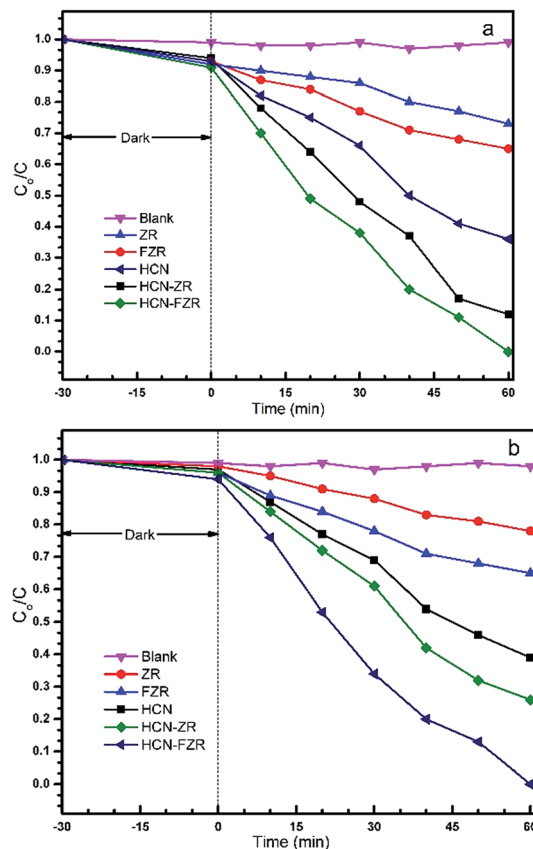 a
1.0
0.9
0.8
0.7
0.6
0.5
0.4
0.3
0.2
0.1
0.0
C₀/C
Dark
Blank
ZR
FZR
HCN
HCN-ZR
HCN-FZR
-30 -15 0 15 30 45 60
Time (min)
b
1.0
0.9
0.8
0.7
0.6
0.5
0.4
0.3
0.2
0.1
0.0
C₀/C
Dark
Blank
ZR
FZR
HCN
HCN-ZR
HCN-FZR
-30 -15 0 15 30 45 60
Time (min)